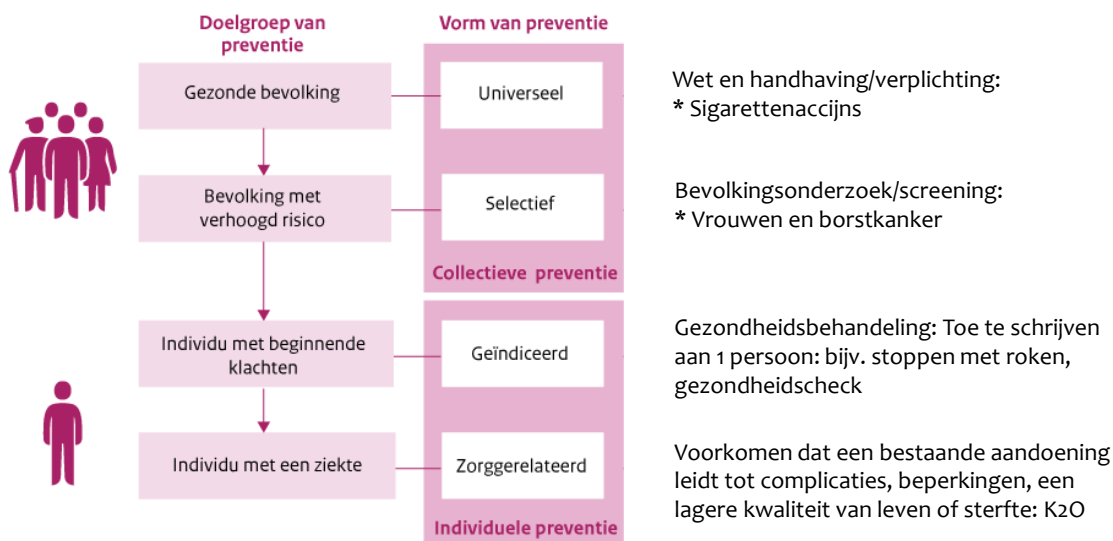 Doelgroep van
preventie
Vorm van preventie
Gezonde bevolking
Universeel
Wet en handhaving/verplichting:
* Sigarettenaccijns
Bevolking met
verhoogd risico
Selectief
Bevolkingsonderzoek/screening:
* Vrouwen en borstkanker
Collectieve preventie
Individu met beginnende
klachten
Geïndiceerd
Gezondheidsbehandeling: Toe te schrijven
aan 1 persoon: bijv. stoppen met roken,
gezondheidscheck
Individu met een ziekte
Zorggerelateerd
Voorkomen dat een bestaande aandoening
leidt tot complicaties, beperkingen, een
lagere kwaliteit van leven of sterfte: K2O
Individuele preventie